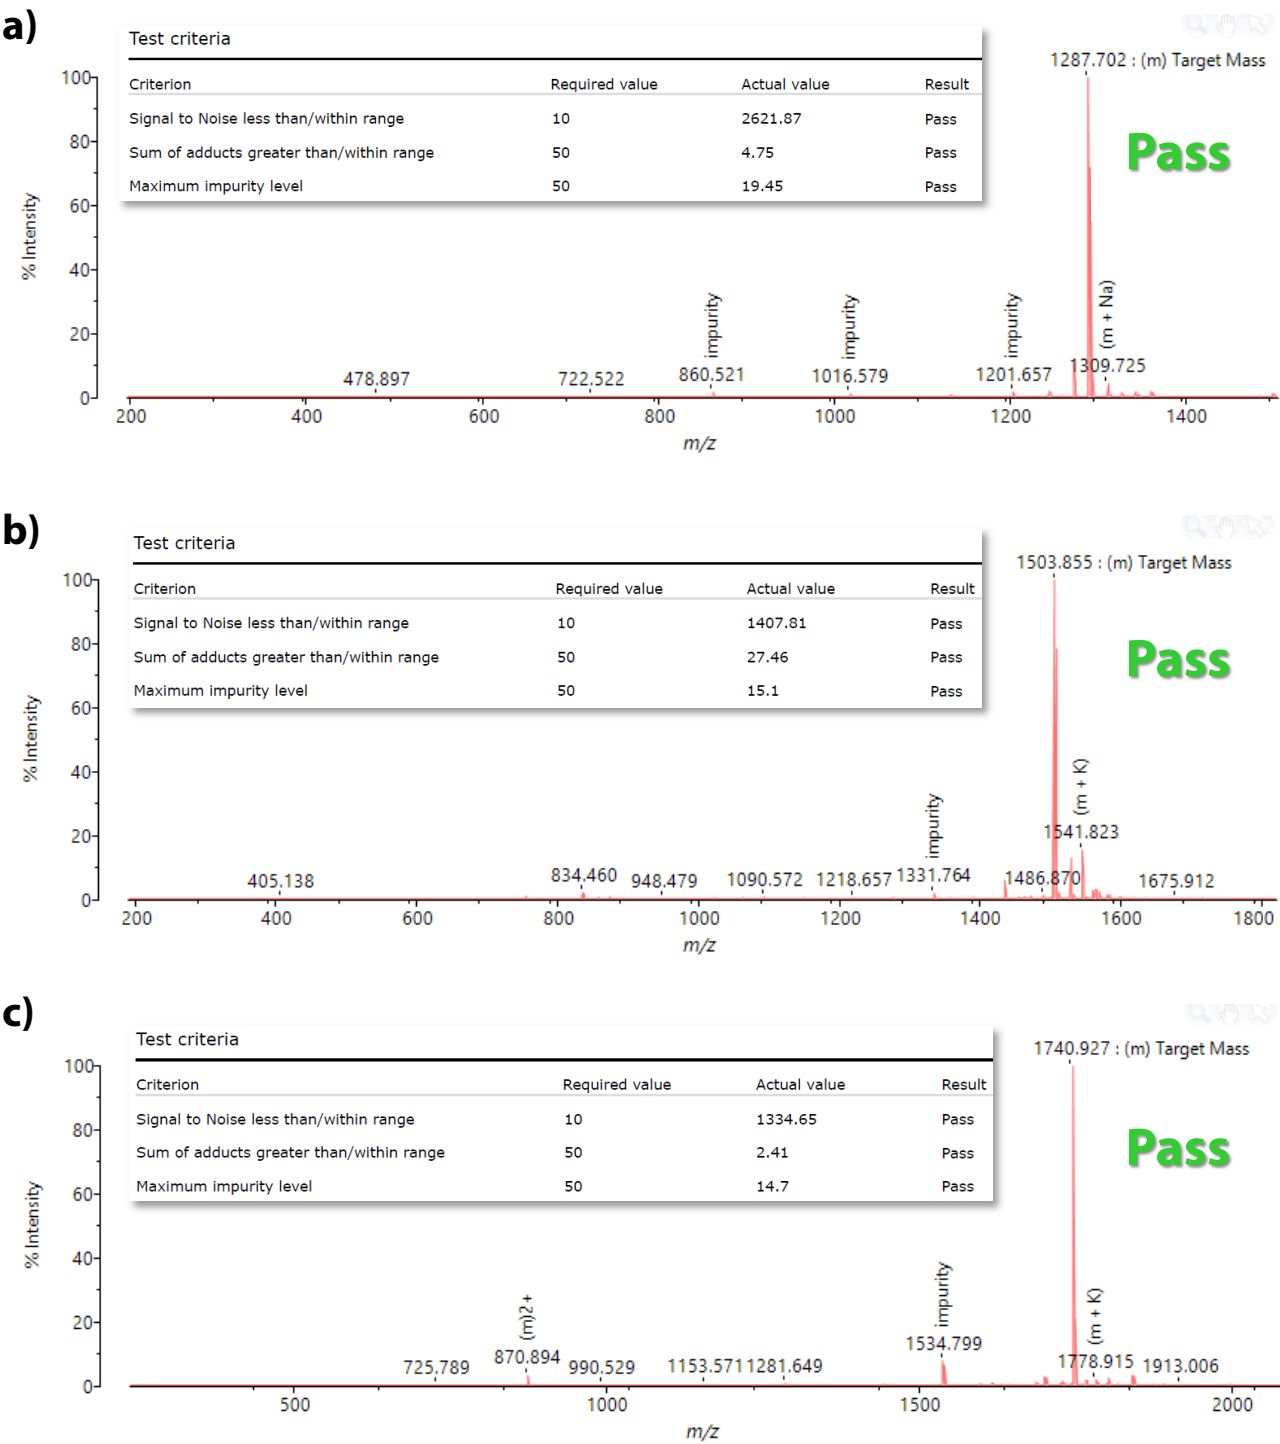 a)
Test criteria
Criterion Required value Actual value Result
Signal to Noise less than/within range 10 2621.87 Pass
Sum of adducts greater than/within range 50 4.75 Pass
Maximum impurity level 50 19.45 Pass
1287.702 : (m) Target Mass
Pass
% Intensity
100
80
60
40
20
0
478.897
722.522
860.521
impurity
1016.579
impurity
1201.657
impurity
1309.725
(m + Na)
200 400 600 800 1000 1200 1400
m/z
b)
Test criteria
Criterion Required value Actual value Result
Signal to Noise less than/within range 10 1407.81 Pass
Sum of adducts greater than/within range 50 27.46 Pass
Maximum impurity level 50 15.1 Pass
1503.855 : (m) Target Mass
Pass
% Intensity
100
80
60
40
20
0
405.138
834.460
948.479
1090.572
1218.657
1331.764
impurity
1486.870
1541.823
(m + K)
1675.912
200 400 600 800 1000 1200 1400 1600 1800
m/z
c)
Test criteria
Criterion Required value Actual value Result
Signal to Noise less than/within range 10 1334.65 Pass
Sum of adducts greater than/within range 50 2.41 Pass
Maximum impurity level 50 14.7 Pass
1740.927 : (m) Target Mass
Pass
% Intensity
100
80
60
40
20
0
725.789
870.894
(m)2+
990.529
1153.571
1281.649
1534.799
impurity
1778.915
(m + K)
1913.006
500 1000 1500 2000
m/z